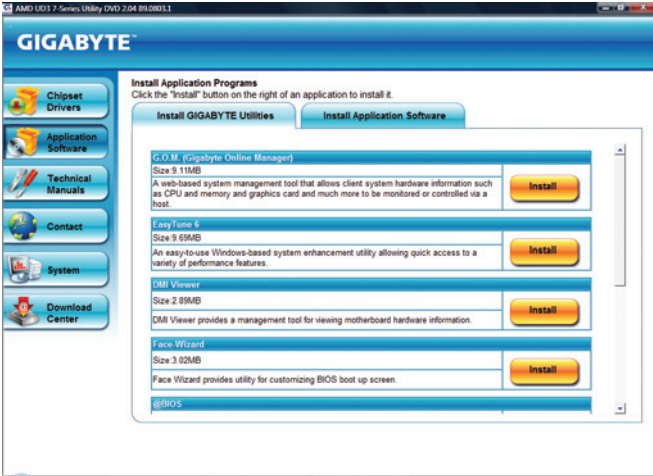 AMD UD3 7-Series Utility DVD 2.04 B9.0803.1
GIGABYTE™
Chipset
Drivers
Application
Software
Technical
Manuals
Contact
System
Download
Center
Install Application Programs
Click the "Install" button on the right of an application to install it.
Install GIGABYTE Utilities
Install Application Software
G.O.M. (Gigabyte Online Manager)
Size:9.11MB
A web-based system management tool that allows client system hardware information such
as CPU and memory and graphics card and much more to be monitored or controlled via a
host.
Install
EasyTune 6
Size:9.69MB
An easy-to-use Windows-based system enhancement utility allowing quick access to a
variety of performance features.
Install
DMI Viewer
Size:2.89MB
DMI Viewer provides a management tool for viewing motherboard hardware information.
Install
Face-Wizard
Size:3.02MB
Face Wizard provides utility for customizing BIOS boot up screen.
Install
@BIOS